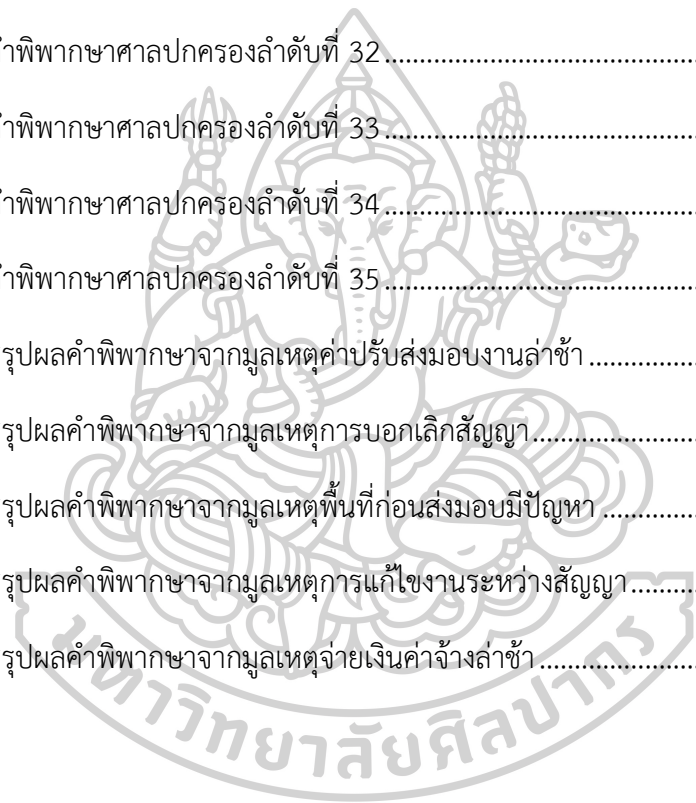 ำพิพากษาศาลปกครองลำดับที่ 32
ำพิพากษาศาลปกครองลำดับที่ 33
ำพิพากษาศาลปกครองลำดับที่ 34
ำพิพากษาศาลปกครองลำดับที่ 35
รุปผลคำพิพากษาจากมูลเหตุค่าปรับส่งมอบงานล่าช้า
รุปผลคำพิพากษาจากมูลเหตุการบอกเลิกสัญญา
รุปผลคำพิพากษาจากมูลเหตุพื้นที่ก่อนส่งมอบมีปัญหา
รุปผลคำพิพากษาจากมูลเหตุการแก้ไขงานระหว่างสัญญา
รุปผลคำพิพากษาจากมูลเหตุจ่ายเงินค่าจ้างล่าช้า
มหาวิทยาลัยศิลปากร